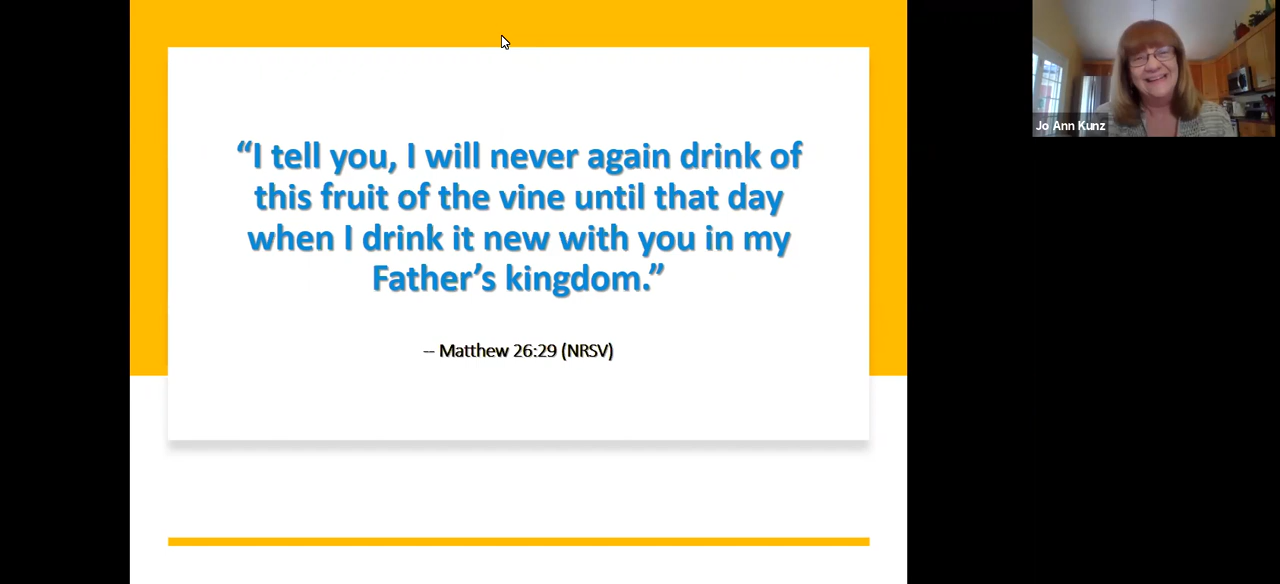 “I tell you, I will never again drink of
this fruit of the vine until that day
when I drink it new with you in my
Father’s kingdom.”
-- Matthew 26:29 (NRSV)
Jo Ann Kunz